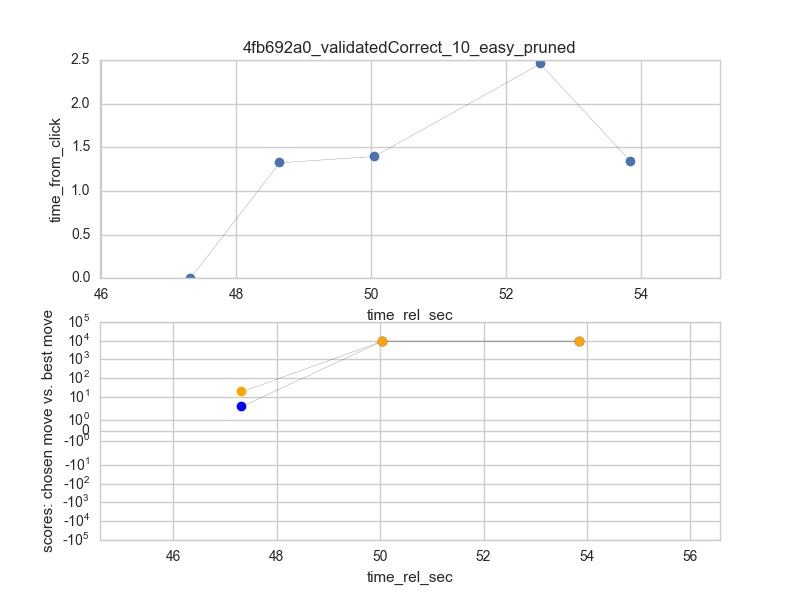 4fb692a0_validatedCorrect_10_easy_pruned
2.5
2.0
1.5
1.0
0.5
0.0
time_from_click
46 48 50 52 54
time_rel_sec
10^5
10^4
10^3
10^2
10^1
10^0
0
-10^0
-10^1
-10^2
-10^3
-10^4
-10^5
scores: chosen move vs. best move
46 48 50 52 54 56
time_rel_sec